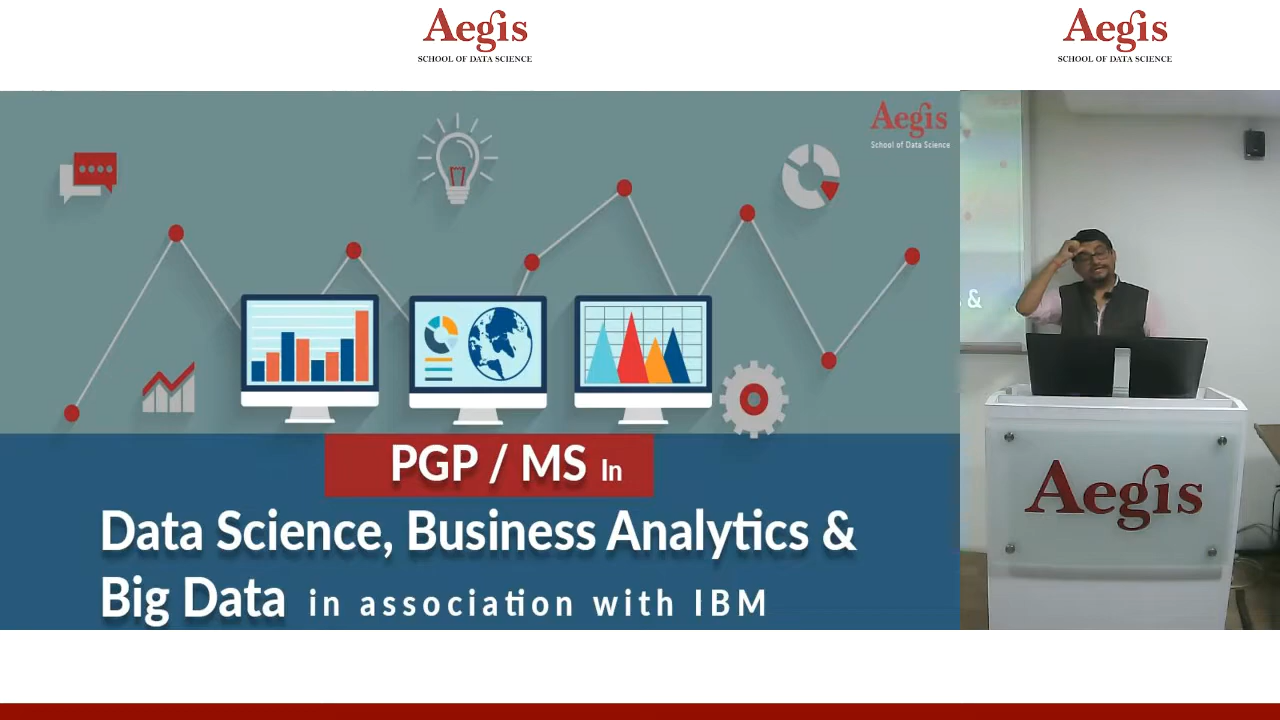 Aegis
SCHOOL OF DATA SCIENCE
Aegis
SCHOOL OF DATA SCIENCE
Aegis
School of Data Science
PGP / MS In
Data Science, Business Analytics &
Big Data in association with IBM
&
Aegis